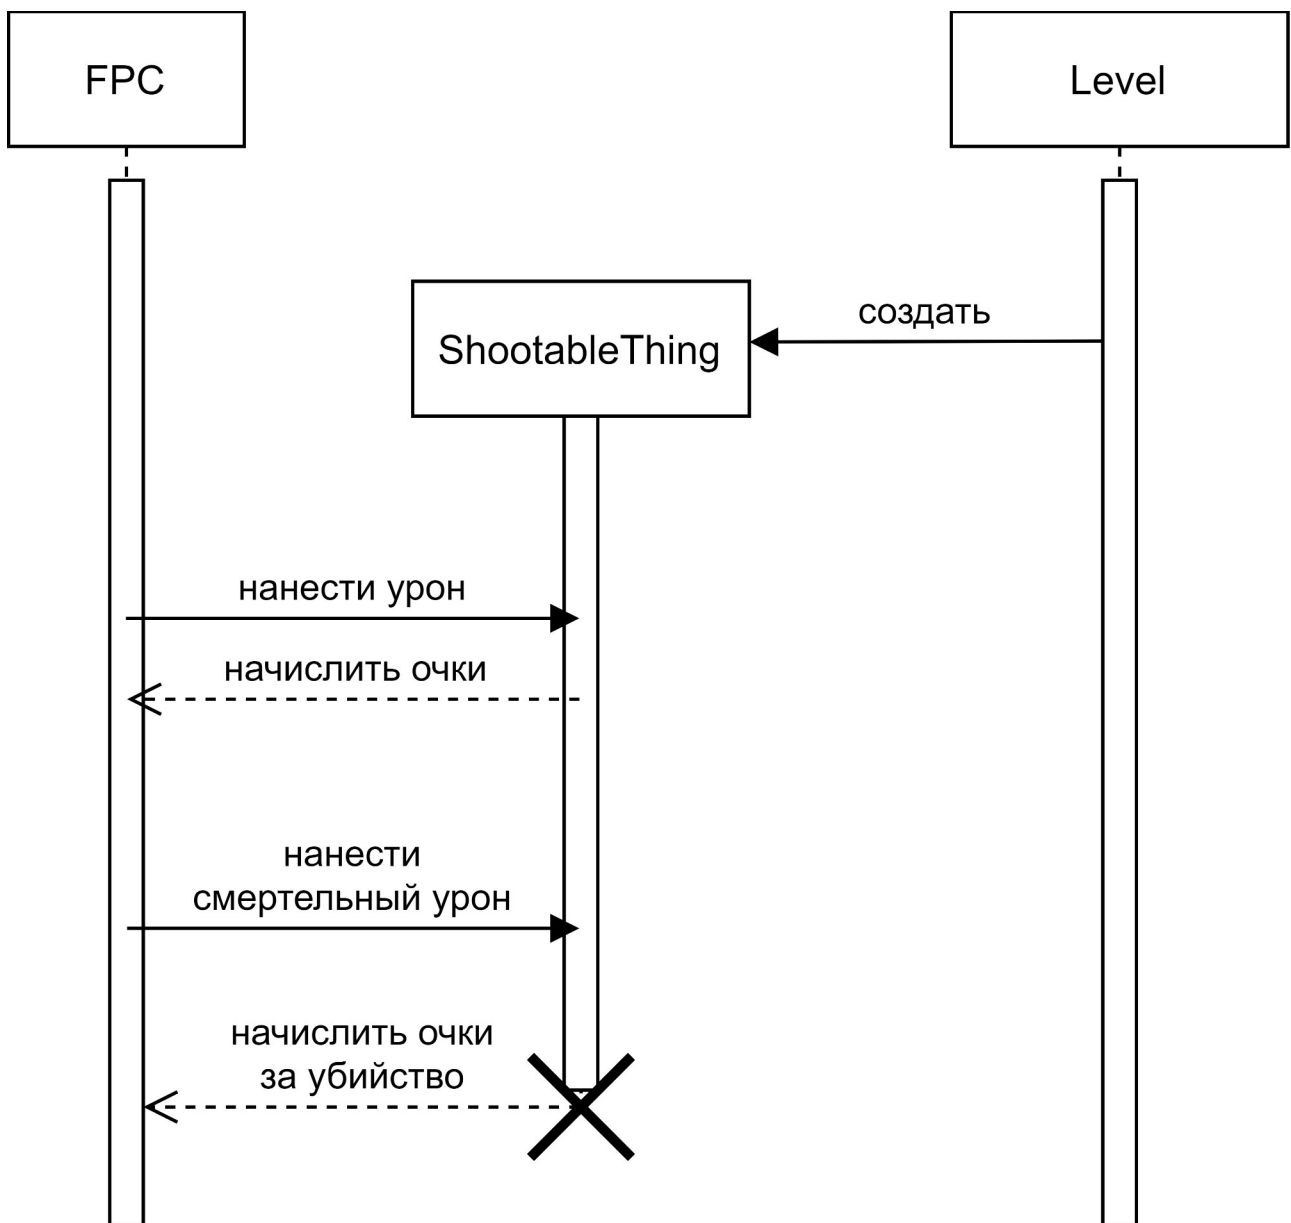 FPC
Level
создать
ShootableThing
нанести урон
начислить очки
нанести
смертельный урон
начислить очки
за убийство